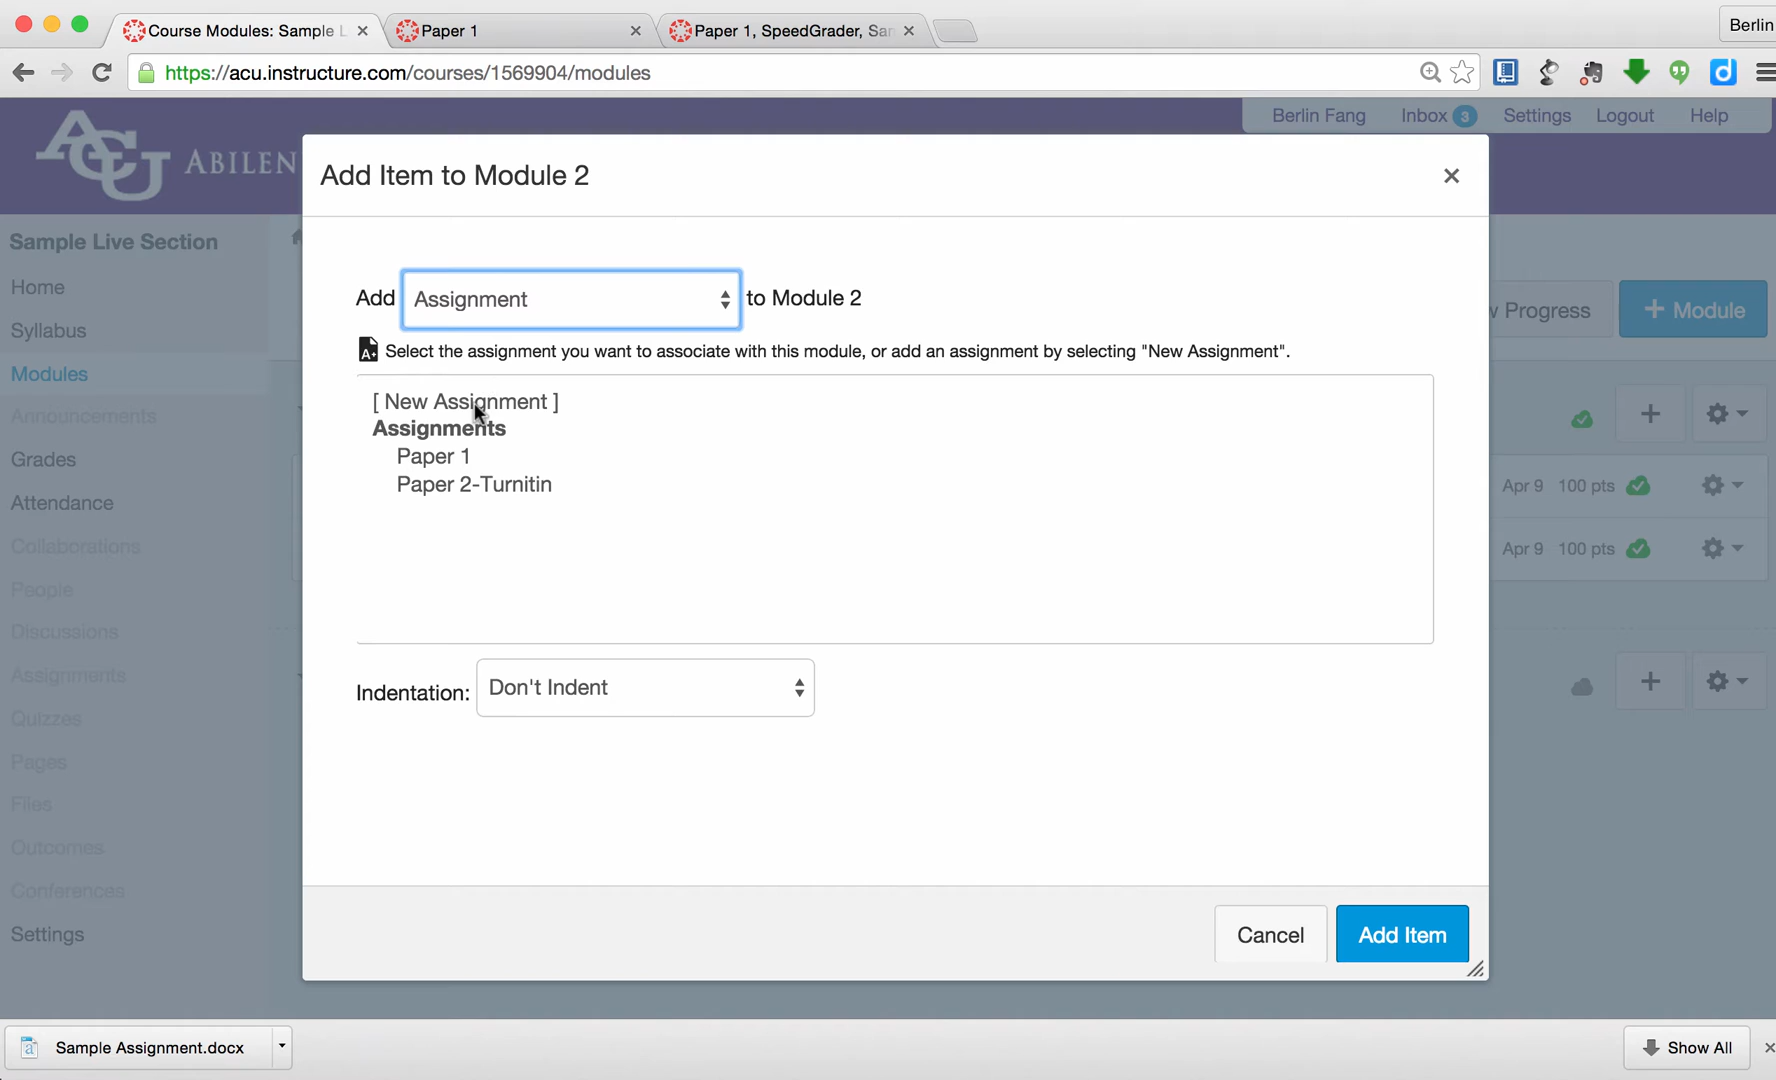 Course Modules: Sample L
Paper 1
Paper 1, SpeedGrader, Sar
Berlin
https://acu.instructure.com/courses/1569904/modules
Berlin Fang
Inbox 3
Settings
Logout
Help
ACU ABILEN
Add Item to Module 2
Sample Live Section
Home
Syllabus
Modules
Announcements
Grades
Attendance
Collaborations
People
Discussions
Assignments
Quizzes
Pages
Files
Outcomes
Conferences
Settings
Add Assignment to Module 2
Select the assignment you want to associate with this module, or add an assignment by selecting "New Assignment".
[ New Assignment ]
Assignments
Paper 1
Paper 2-Turnitin
Indentation: Don't Indent
Cancel
Add Item
Progress
+ Module
Apr 9 100 pts
Apr 9 100 pts
Sample Assignment.docx
Show All